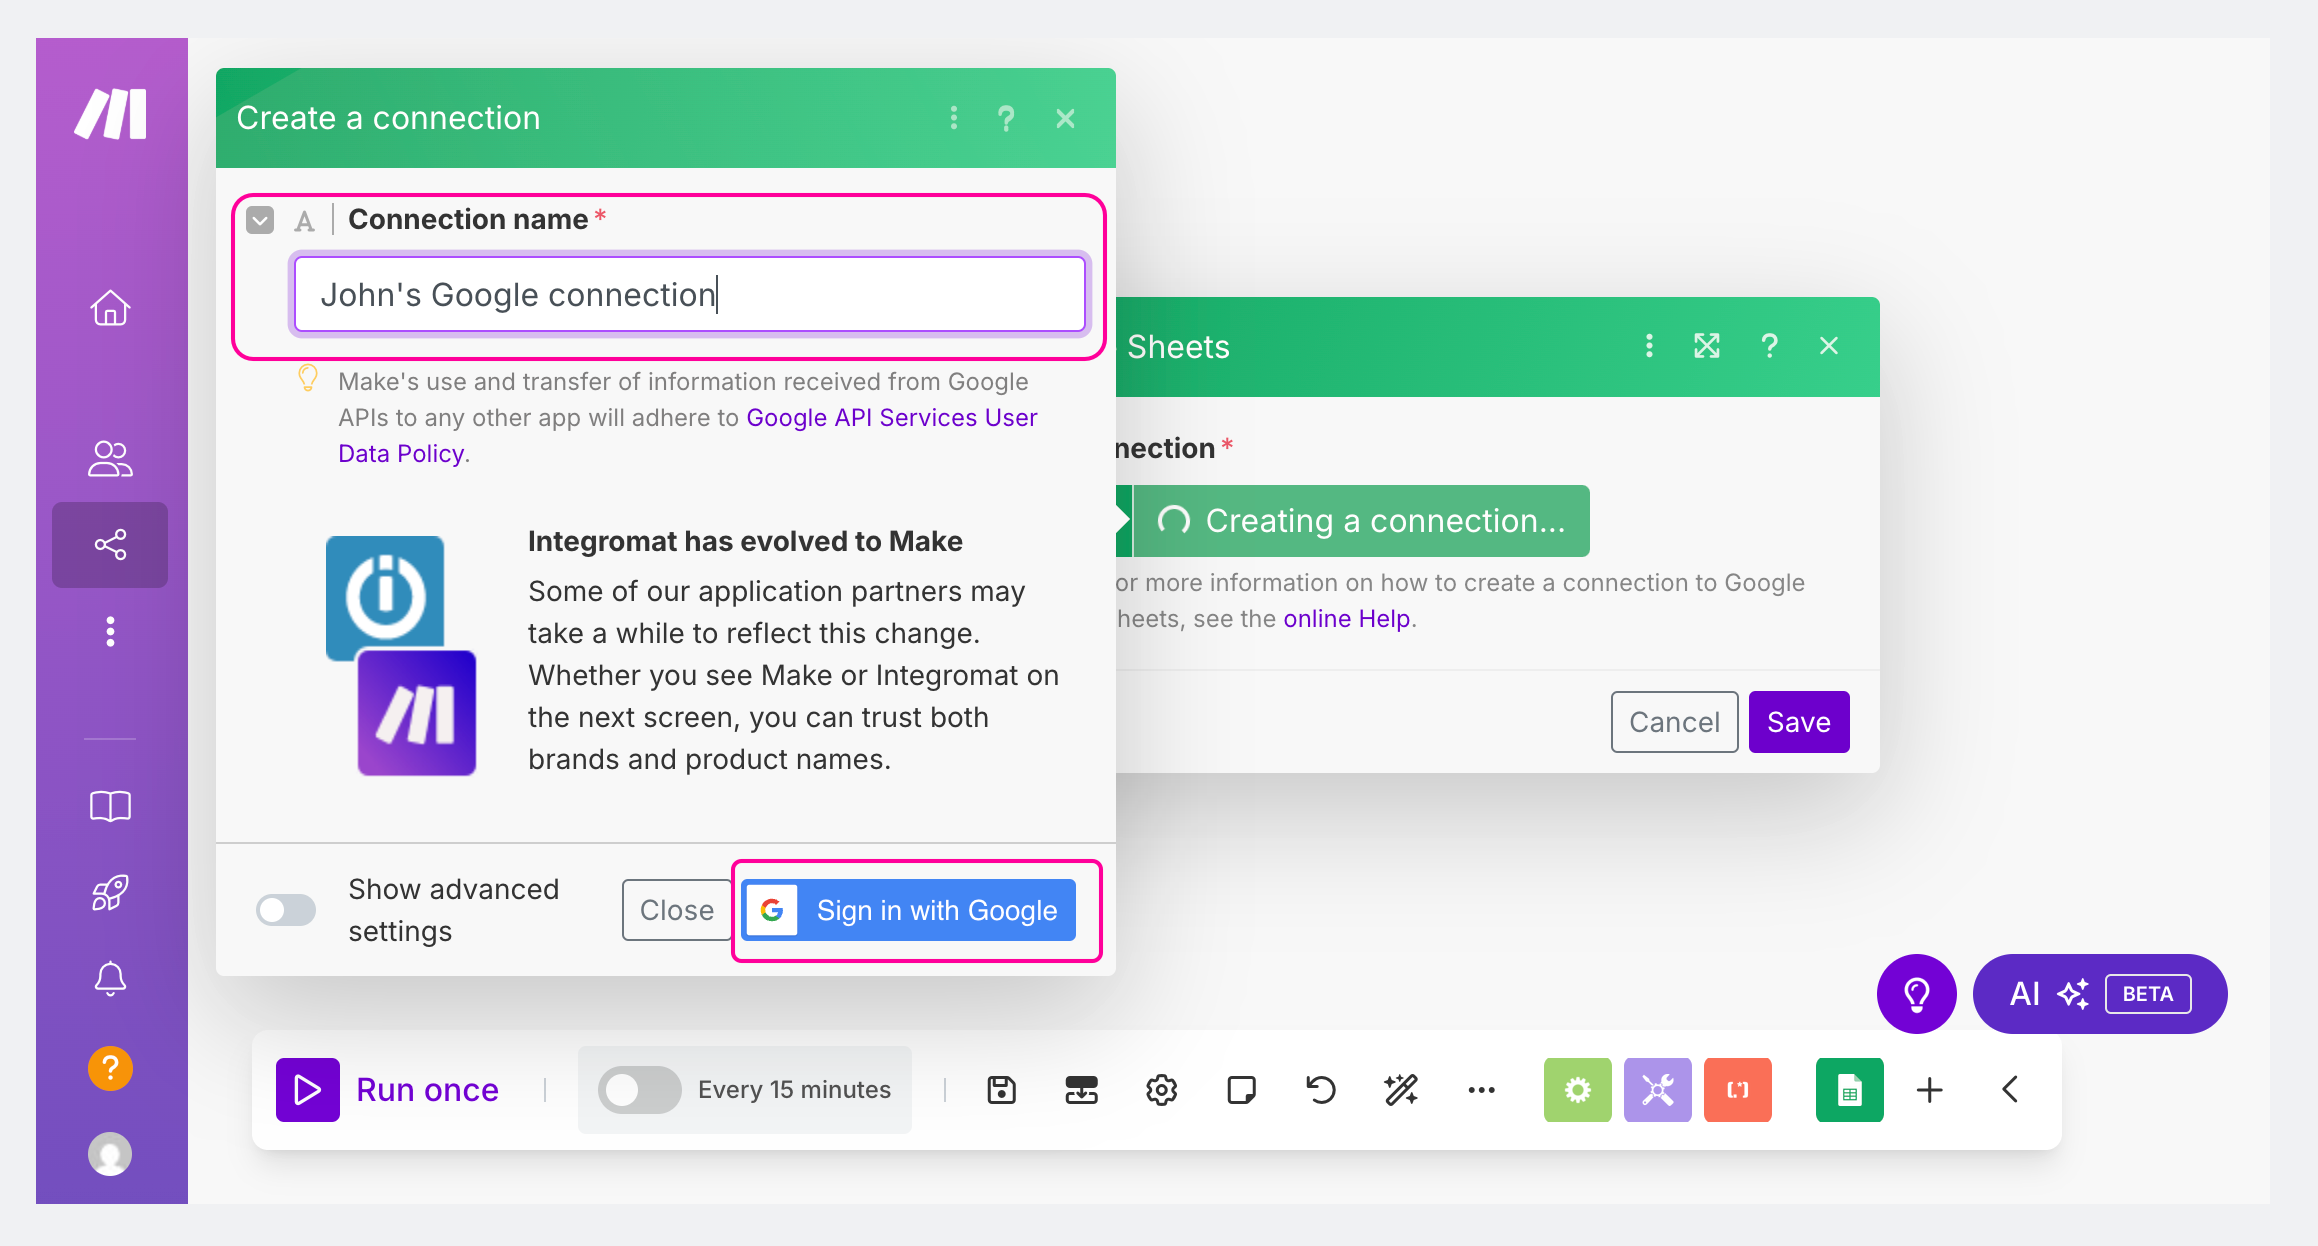 Create a connection
Connection name *
John's Google connection
Make's use and transfer of information received from Google
APIs to any other app will adhere to Google API Services User
Data Policy.
Integromat has evolved to Make
Some of our application partners may
take a while to reflect this change.
Whether you see Make or Integromat on
the next screen, you can trust both
brands and product names.
Show advanced
settings
Close
Sign in with Google
Sheets
nection *
Creating a connection...
or more information on how to create a connection to Google
heets, see the online Help.
Cancel
Save
AI BETA
Run once
Every 15 minutes